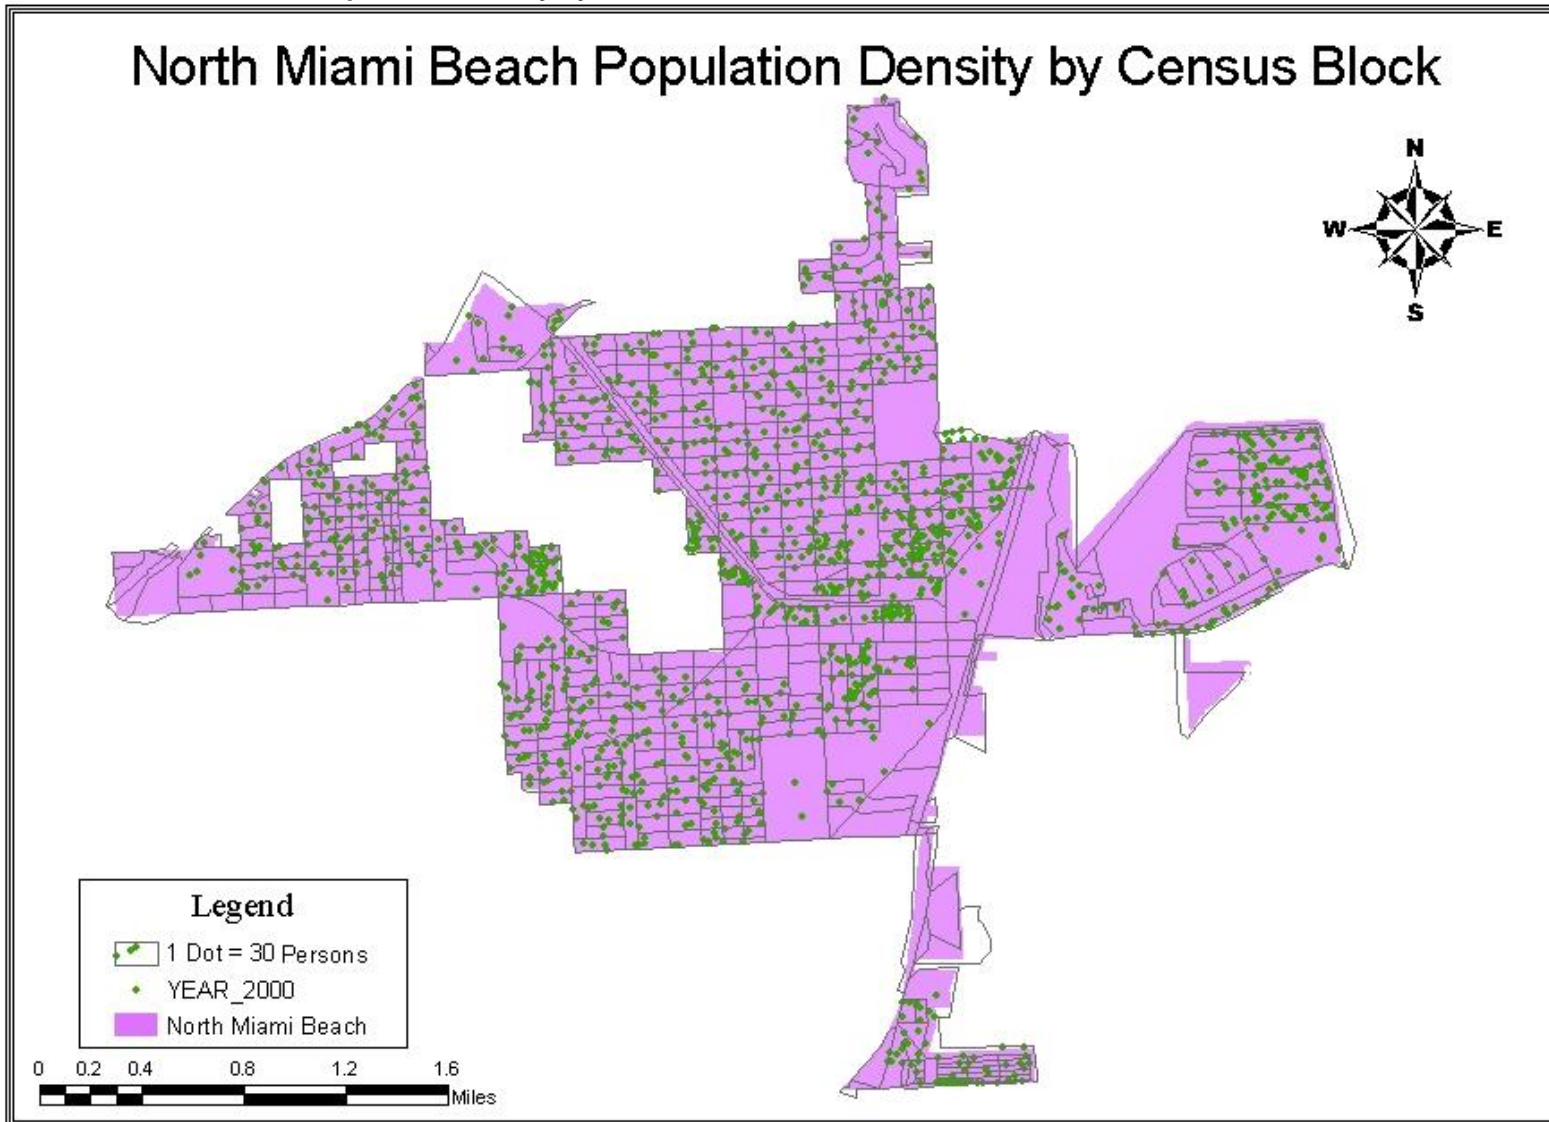 North Miami Beach Population Density by Census Block
N
W E
S
Legend
1 Dot = 30 Persons
YEAR_2000
North Miami Beach
0 0.2 0.4 0.8 1.2 1.6
Miles